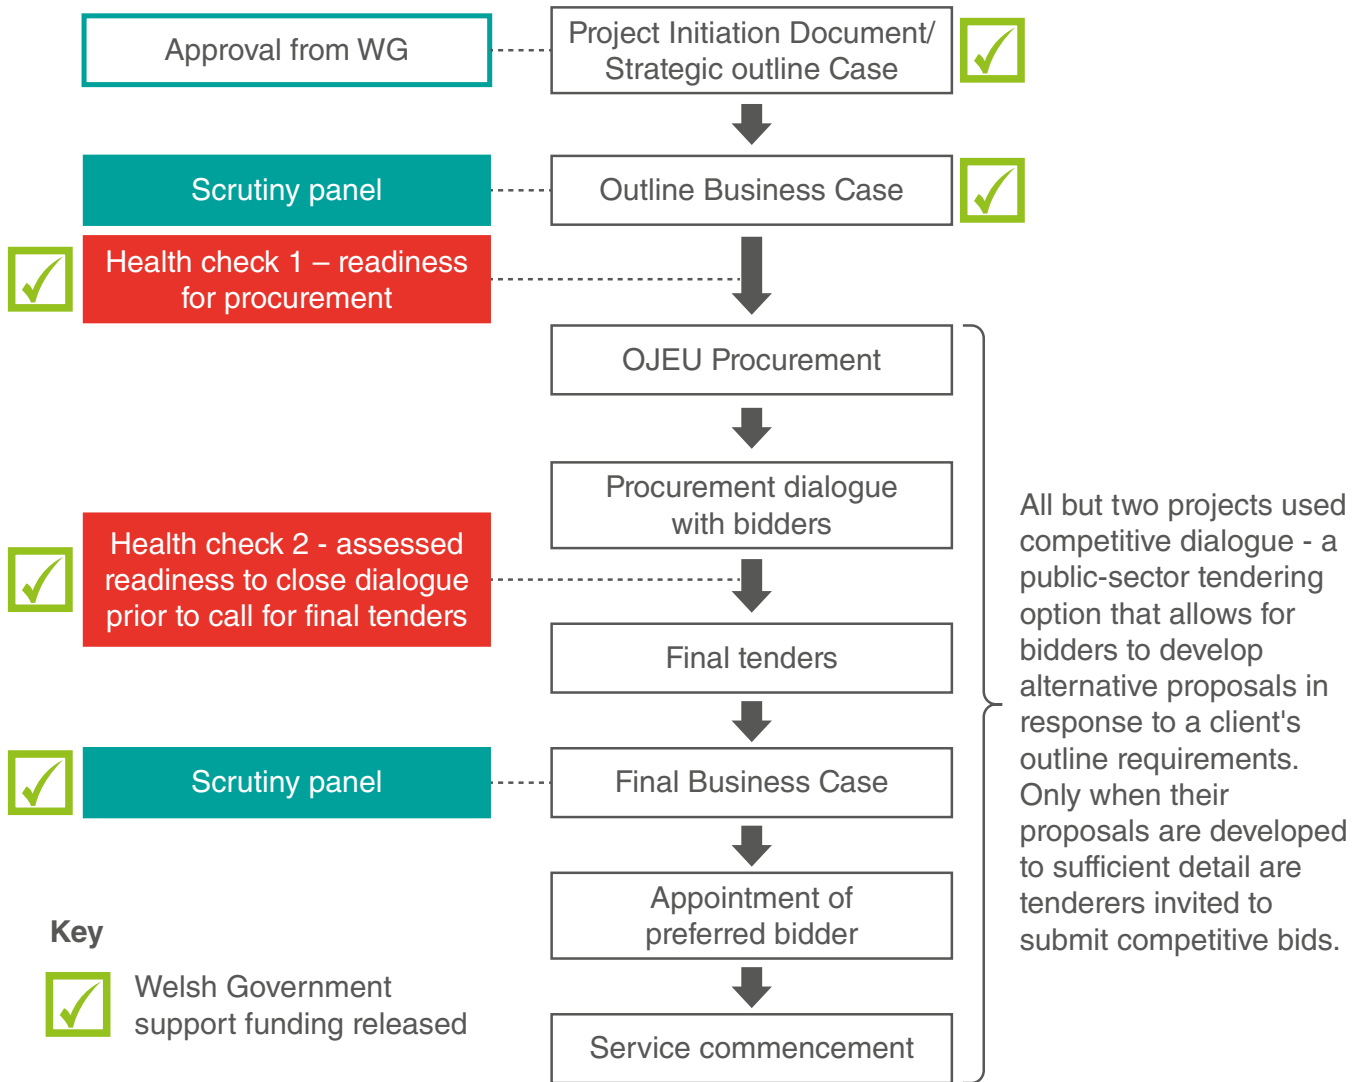 Approval from WG
Project Initiation Document/
Strategic outline Case
Scrutiny panel
Outline Business Case
Health check 1 – readiness
for procurement
OJEU Procurement
Procurement dialogue
with bidders
Health check 2 - assessed
readiness to close dialogue
prior to call for final tenders
Final tenders
Scrutiny panel
Final Business Case
Appointment of
preferred bidder
Service commencement
All but two projects used
competitive dialogue - a
public-sector tendering
option that allows for
bidders to develop
alternative proposals in
response to a client's
outline requirements.
Only when their
proposals are developed
to sufficient detail are
tenderers invited to
submit competitive bids.
Key
Welsh Government
support funding released